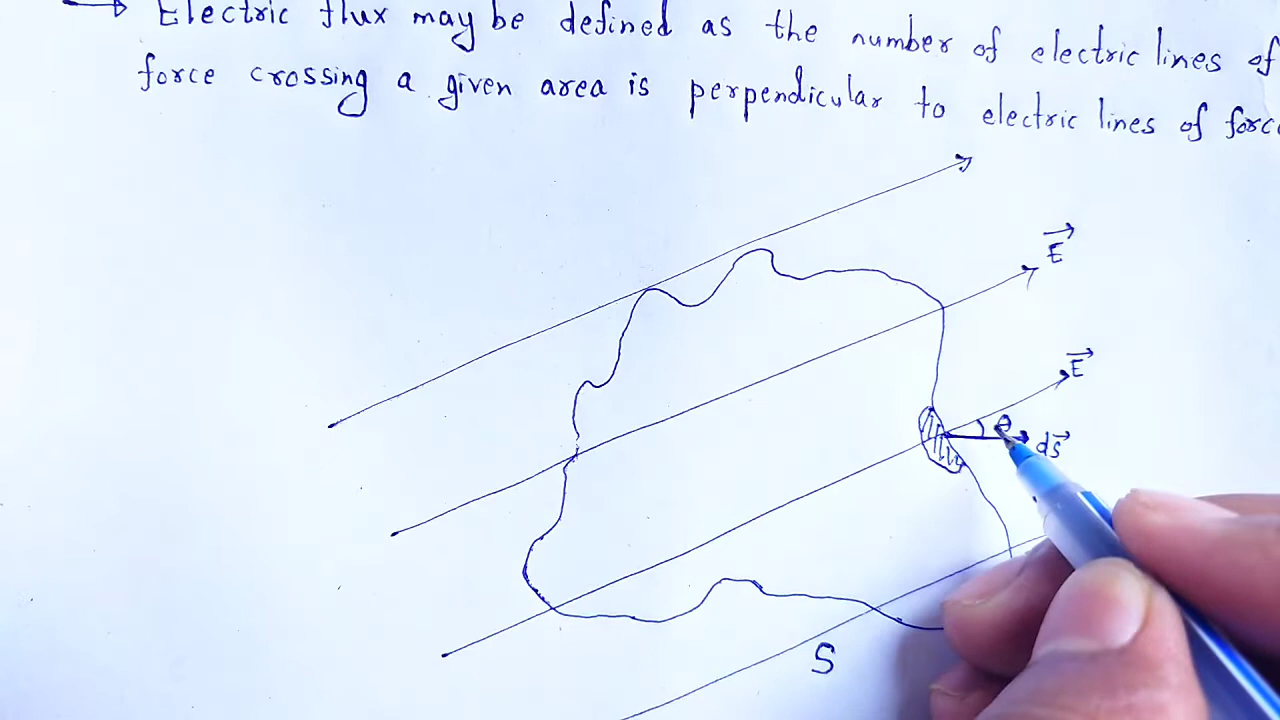 Electric flux may be defined as the number of electric lines of
force crossing a given area is perpendicular to electric lines of force
E
E
θ
ds
S